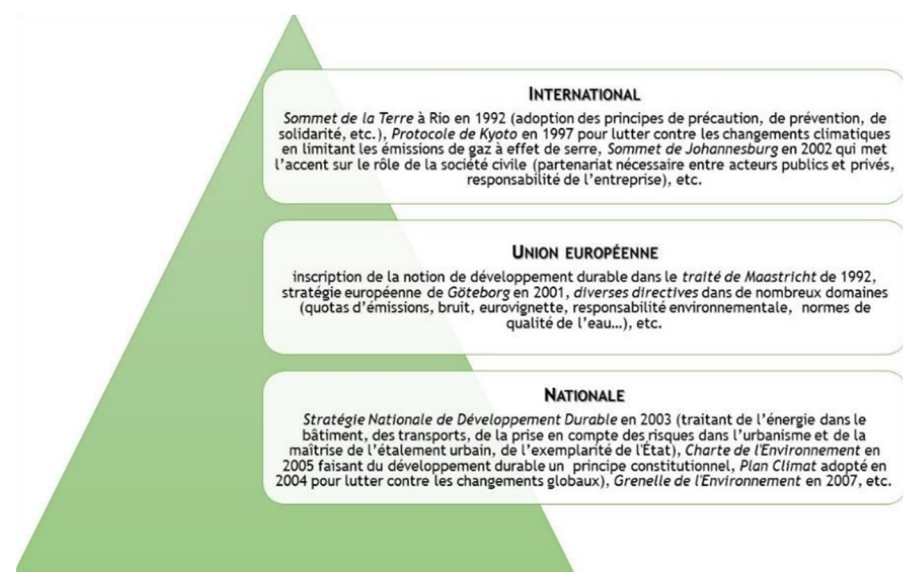 INTERNATIONAL
Sommet de la Terre à Rio en 1992 (adoption des principes de précaution, de prévention, de
solidarité, etc.), Protocole de Kyoto en 1997 pour lutter contre les changements climatiques
en limitant les émissions de gaz à effet de serre, Sommet de Johannesburg en 2002 qui met
l'accent sur le rôle de la société civile (partenariat nécessaire entre acteurs publics et privés,
responsabilité de l'entreprise), etc.
UNION EUROPÉENNE
inscription de la notion de développement durable dans le traité de Maastricht de 1992,
stratégie européenne de Göteborg en 2001, diverses directives dans de nombreux domaines
(quotas d'émissions, bruit, eurovignette, responsabilité environnementale, normes de
qualité de l'eau…), etc.
NATIONALE
Stratégie Nationale de Développement Durable en 2003 (traitant de l'énergie dans le
bâtiment, des transports, de la prise en compte des risques dans l'urbanisme et de la
maîtrise de l'étalement urbain, de l'exemplarité de l'État), Charte de l'Environnement en
2005 faisant du développement durable un principe constitutionnel, Plan Climat adopté en
2004 pour lutter contre les changements globaux), Grenelle de l'Environnement en 2007, etc.